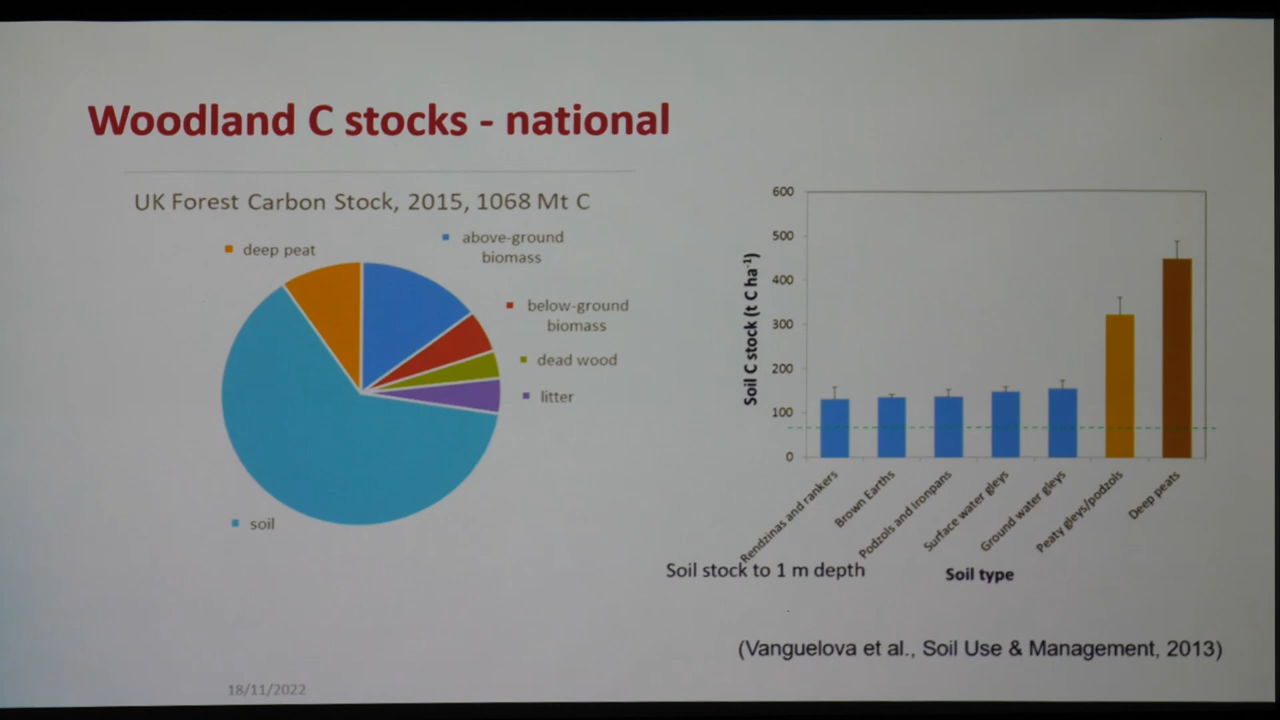 Woodland C stocks - national
UK Forest Carbon Stock, 2015, 1068 Mt C
deep peat
above-ground
biomass
below-ground
biomass
dead wood
litter
soil
600
500
400
300
200
100
0
Soil C stock (t C ha⁻¹)
Rendzinas and rankers
Brown Earths
Podzols and Ironpans
Surface water gleys
Ground water gleys
Peaty gleys/podzols
Deep peats
Soil stock to 1 m depth
Soil type
(Vanguelova et al., Soil Use & Management, 2013)
18/11/2022